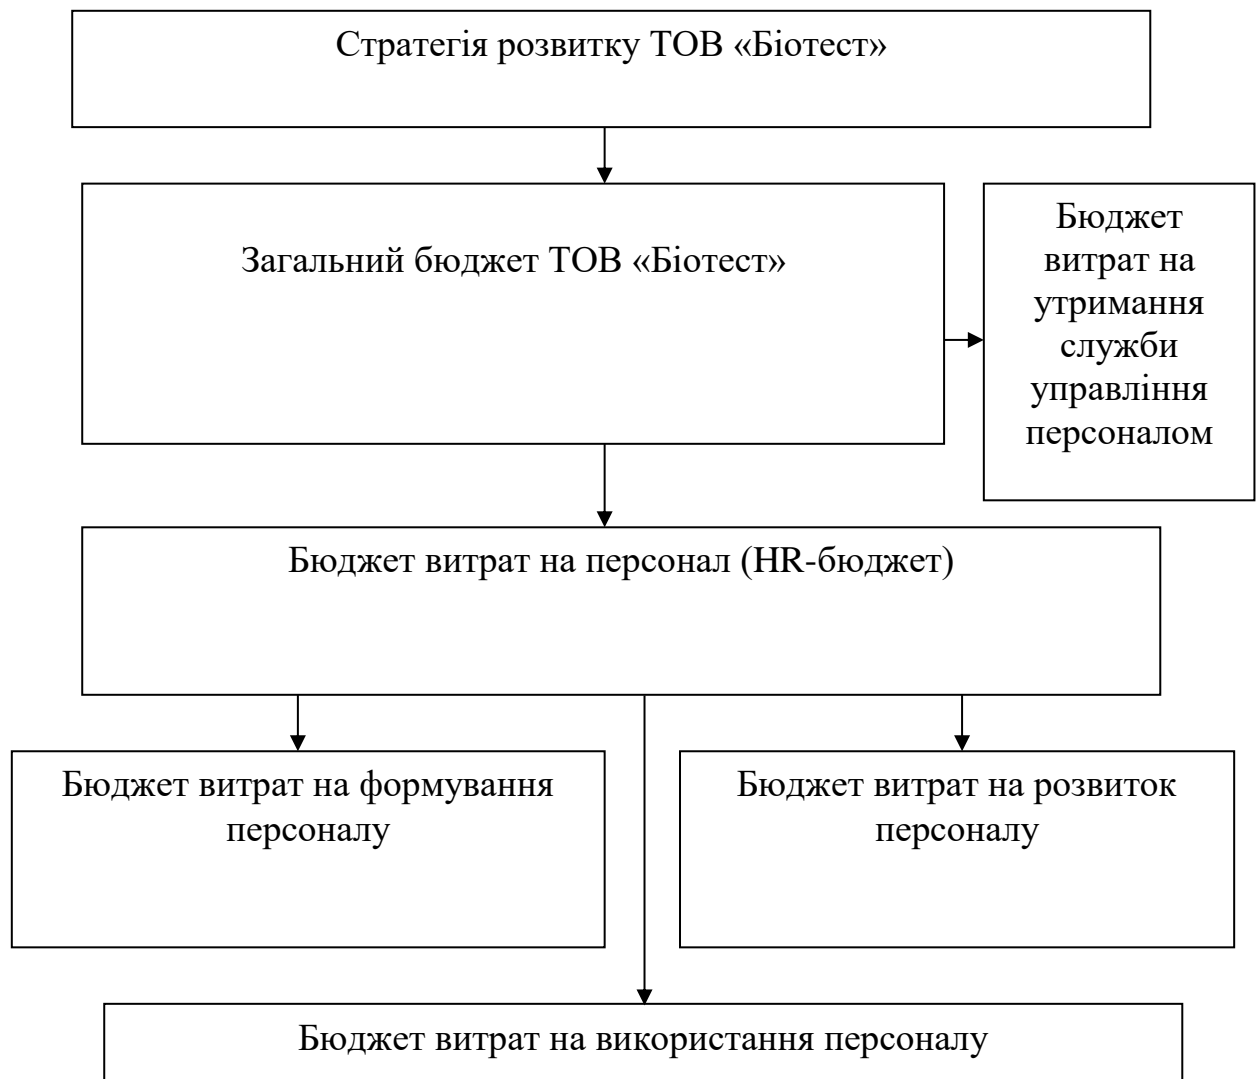 Стратегія розвитку ТОВ «Біотест»
Загальний бюджет ТОВ «Біотест»
Бюджет
витрат на
утримання
служби
управління
персоналом
Бюджет витрат на персонал (HR-бюджет)
Бюджет витрат на формування
персоналу
Бюджет витрат на розвиток
персоналу
Бюджет витрат на використання персоналу